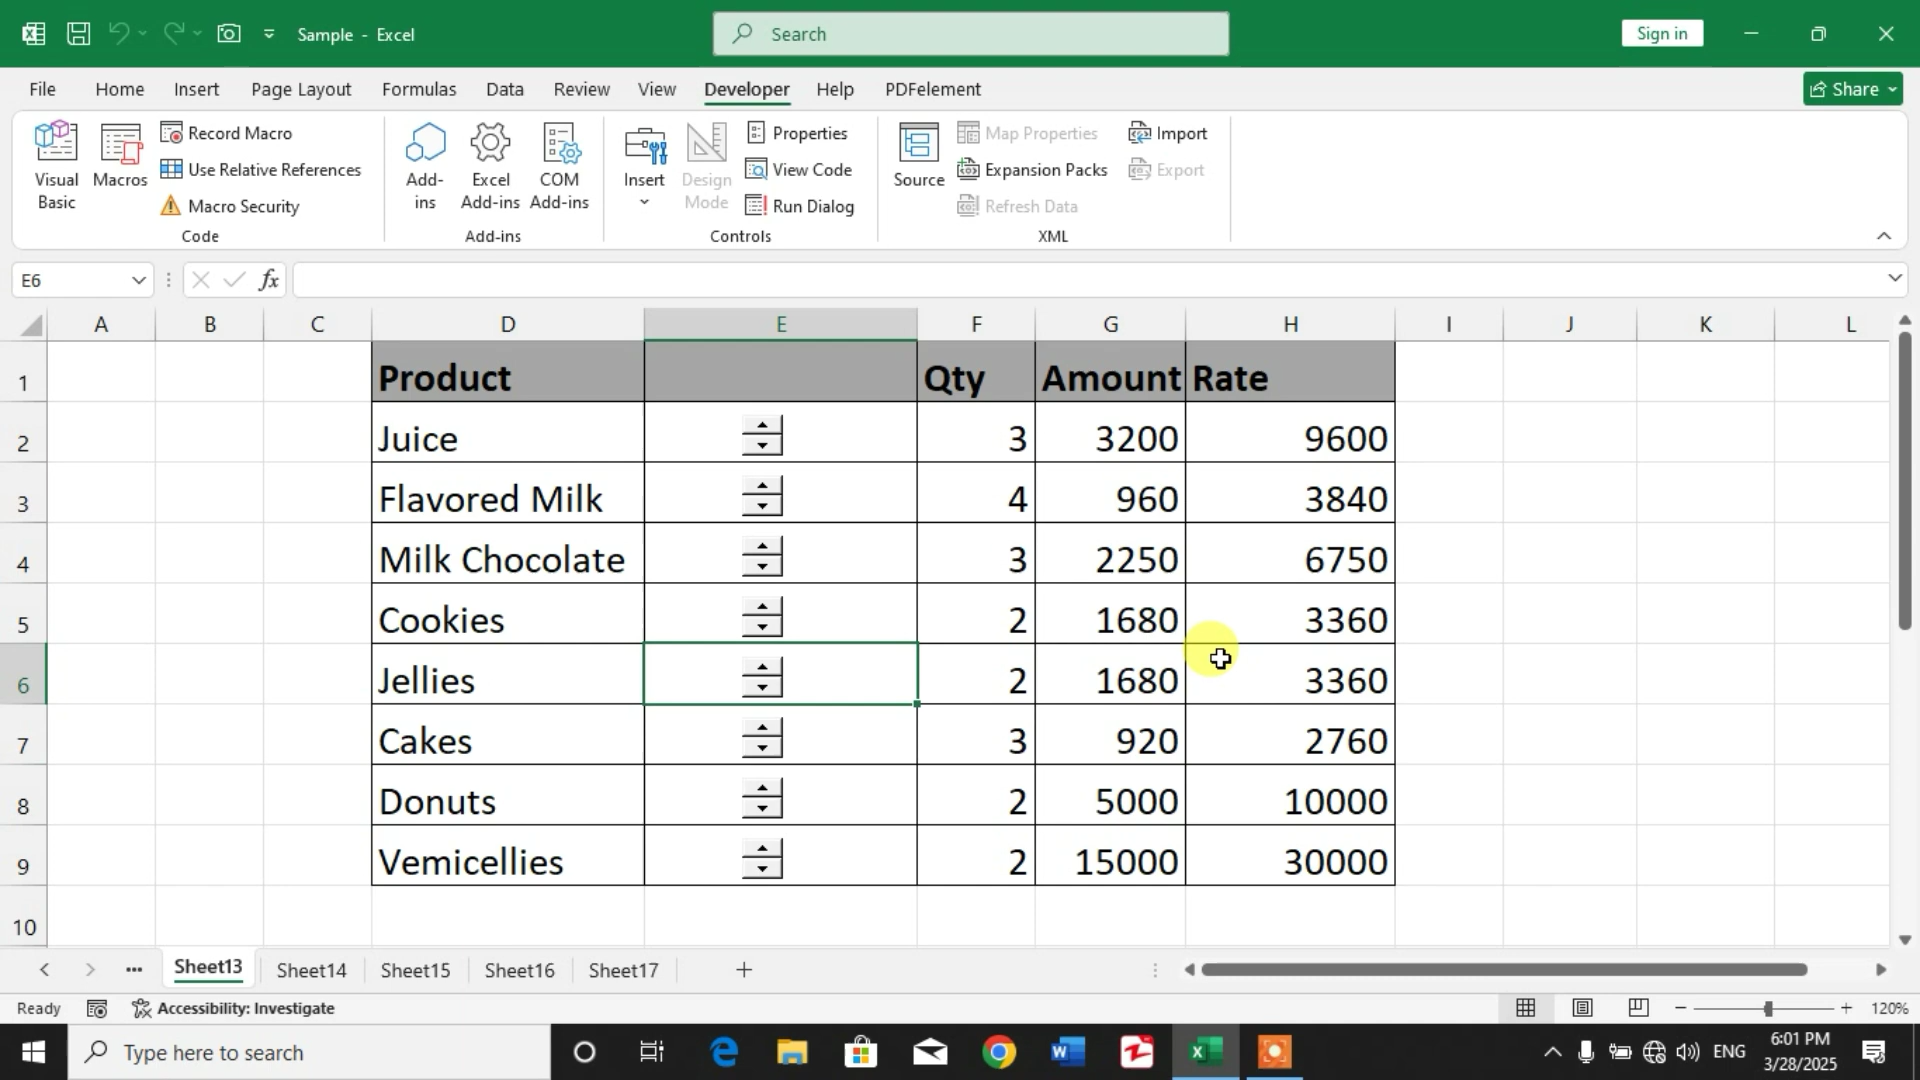 Sample - Excel
Search
Sign in
File Home Insert Page Layout Formulas Data Review View Developer Help PDFelement
Share
Visual Basic
Macros
Record Macro
Use Relative References
Macro Security
Code
Add-ins
Excel Add-ins
COM Add-ins
Add-ins
Insert
Design Mode
Properties
View Code
Run Dialog
Controls
Source
Map Properties
Expansion Packs
Refresh Data
Import
Export
XML
E6
fx
A B C D E F G H I J K L
1 Product Qty Amount Rate
2 Juice 3 3200 9600
3 Flavored Milk 4 960 3840
4 Milk Chocolate 3 2250 6750
5 Cookies 2 1680 3360
6 Jellies 2 1680 3360
7 Cakes 3 920 2760
8 Donuts 2 5000 10000
9 Vemicellies 2 15000 30000
10
Sheet13 Sheet14 Sheet15 Sheet16 Sheet17
Ready Accessibility: Investigate 120%
Type here to search
ENG
6:01 PM
3/28/2025